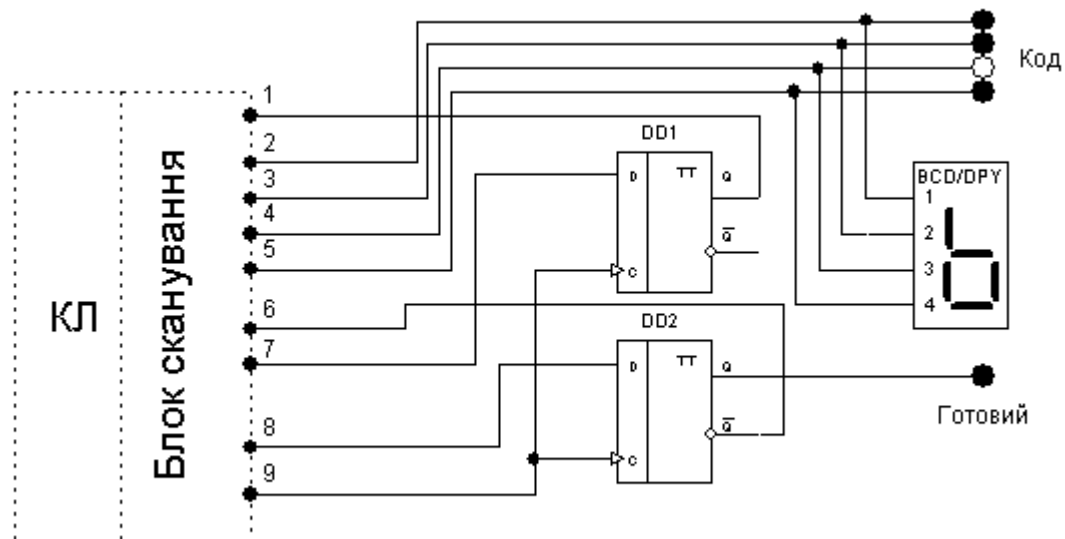 Код
1
2
3
4
5
6
7
8
9
КЛ
Блок сканування
DD1
D
TT
Q
Q
C
DD2
D
TT
Q
Q
C
BCD/DPY
1
2
3
4
b
Готовий